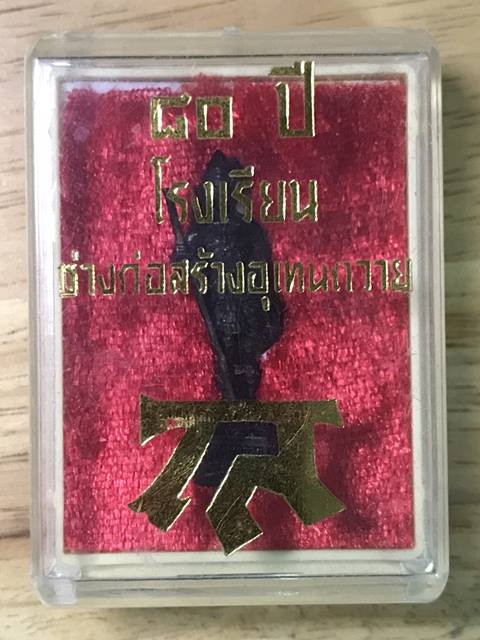 ๘๐ ปี
โรงเรียน
ช่างก่อสร้างอุเทนถวาย